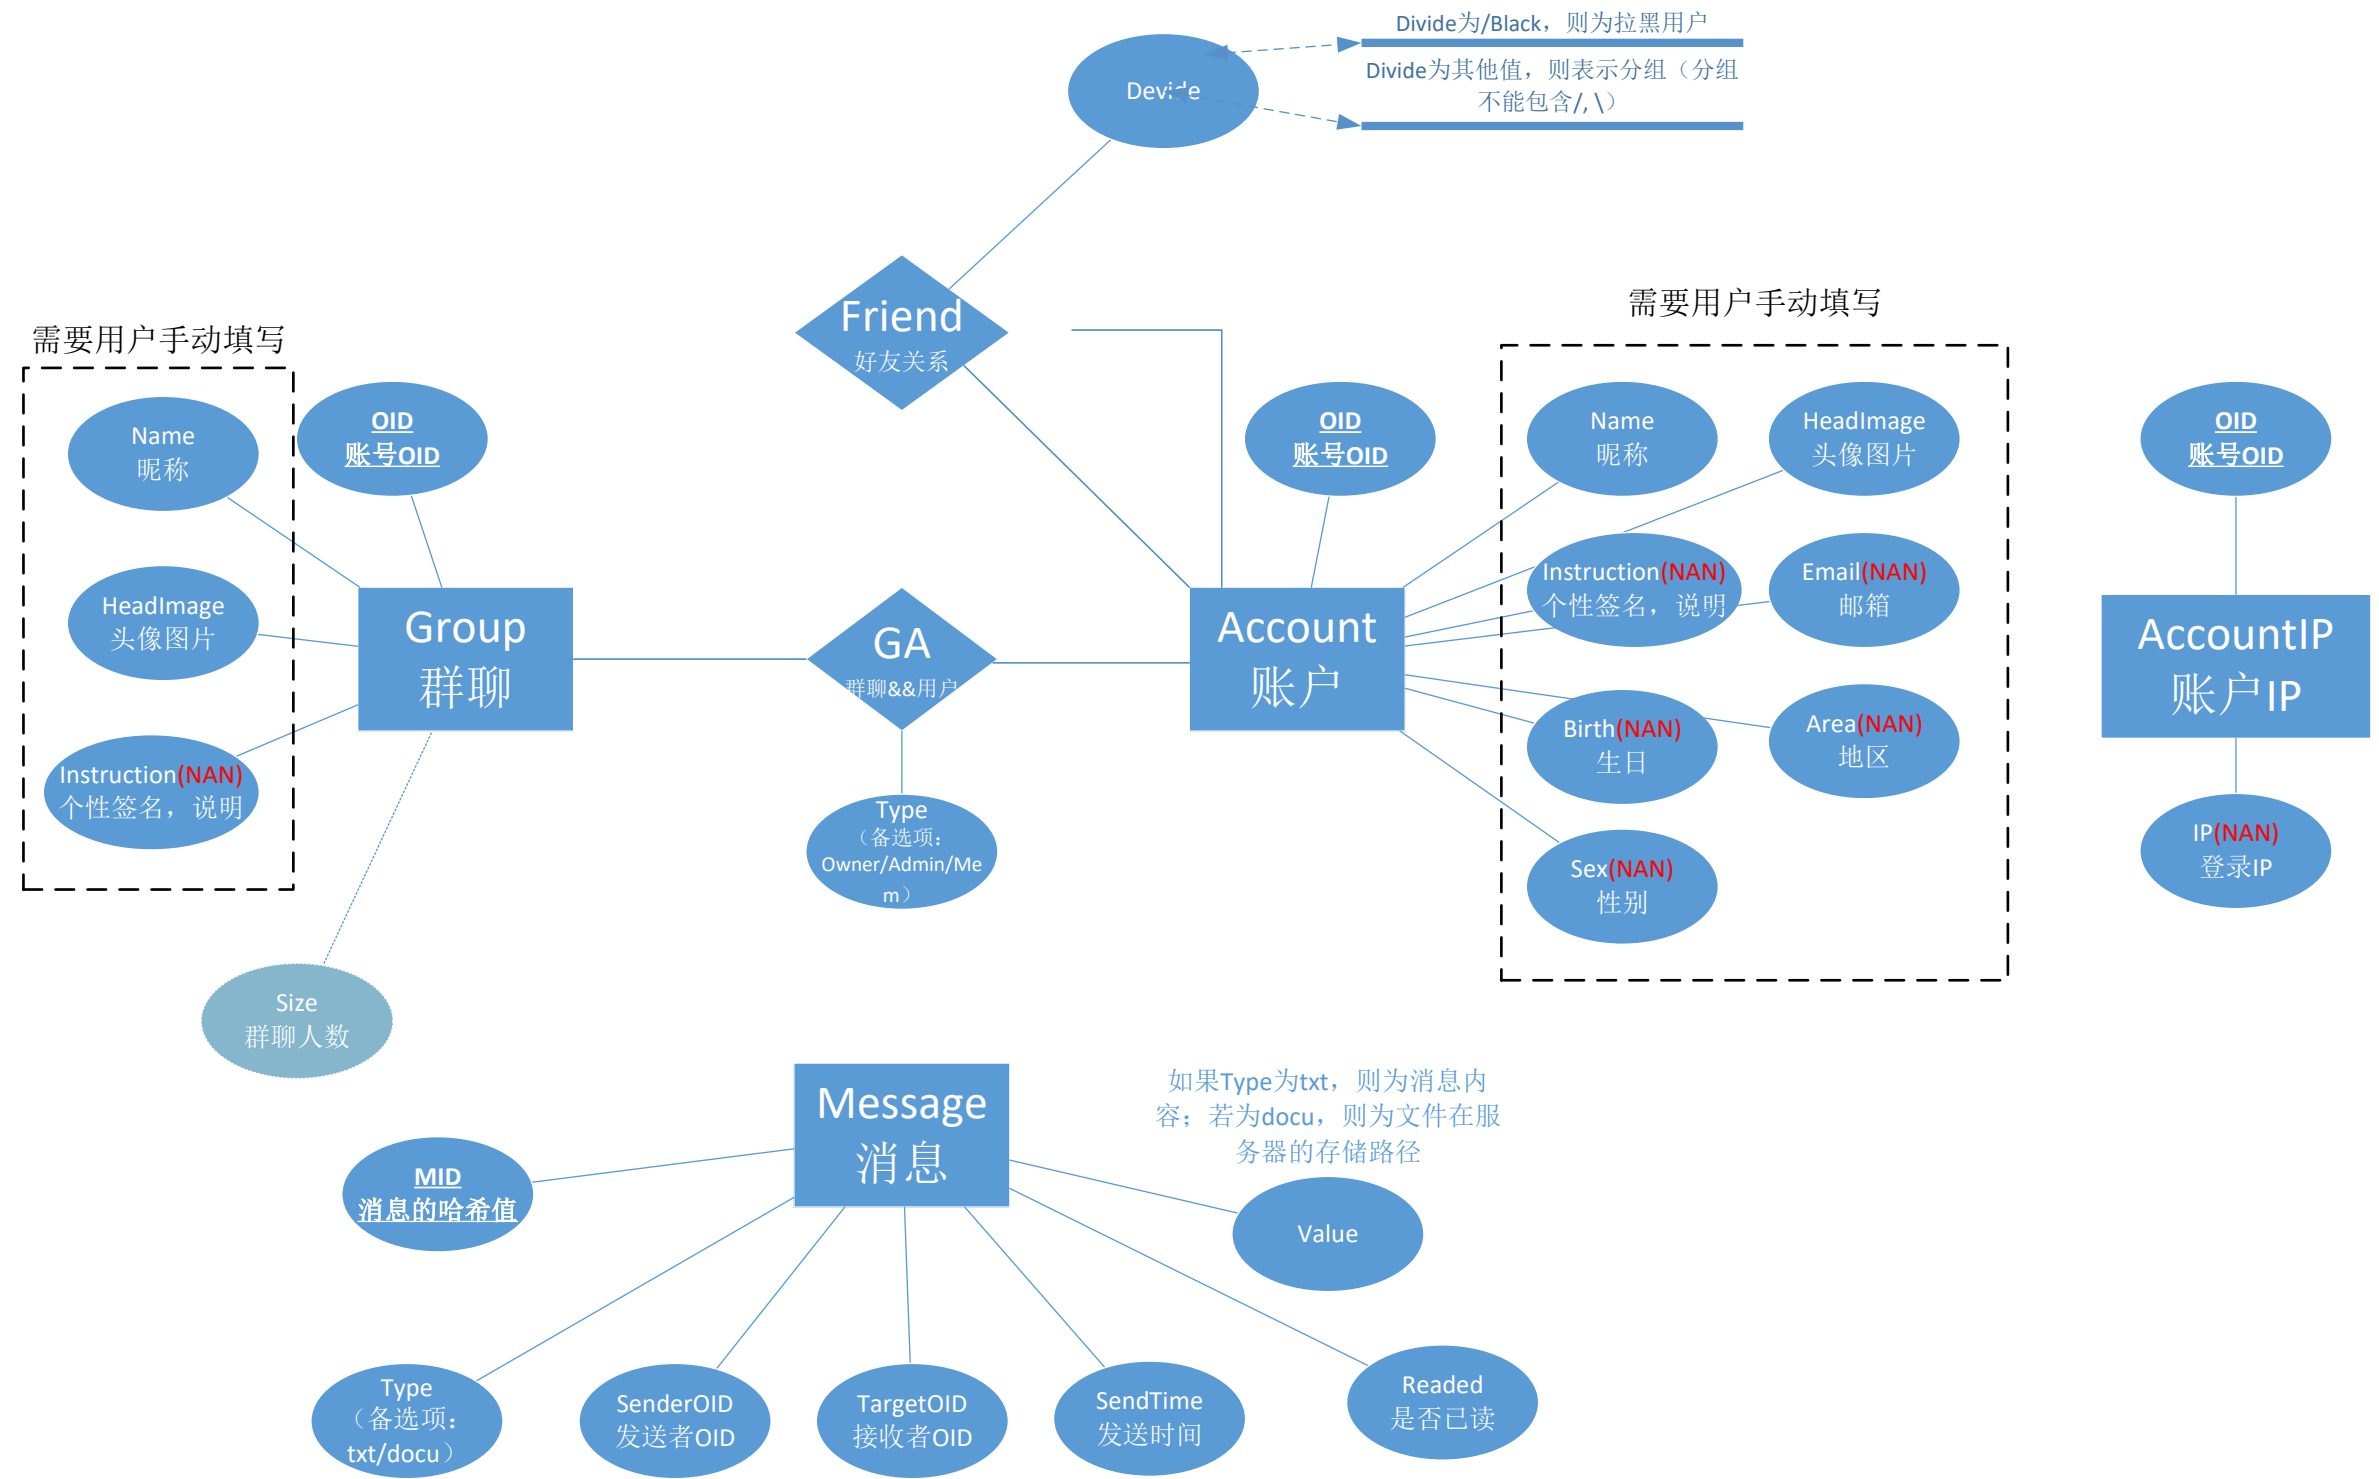 Divide为/Black，则为拉黑用户
Divide为其他值，则表示分组（分组
不能包含/, \）
Devide
Friend
好友关系
需要用户手动填写
需要用户手动填写
Name
昵称
OID
账号OID
OID
账号OID
Name
昵称
HeadImage
头像图片
OID
账号OID
HeadImage
头像图片
Group
群聊
GA
群聊&&用户
Account
账户
Instruction(NAN)
个性签名，说明
Email(NAN)
邮箱
AccountIP
账户IP
Instruction(NAN)
个性签名，说明
Type
（备选项：
Owner/Admin/Me
m）
Birth(NAN)
生日
Area(NAN)
地区
Sex(NAN)
性别
IP(NAN)
登录IP
Size
群聊人数
Message
消息
如果Type为txt，则为消息内
容；若为docu，则为文件在服
务器的存储路径
MID
消息的哈希值
Value
Type
（备选项：
txt/docu）
SenderOID
发送者OID
TargetOID
接收者OID
SendTime
发送时间
Readed
是否已读